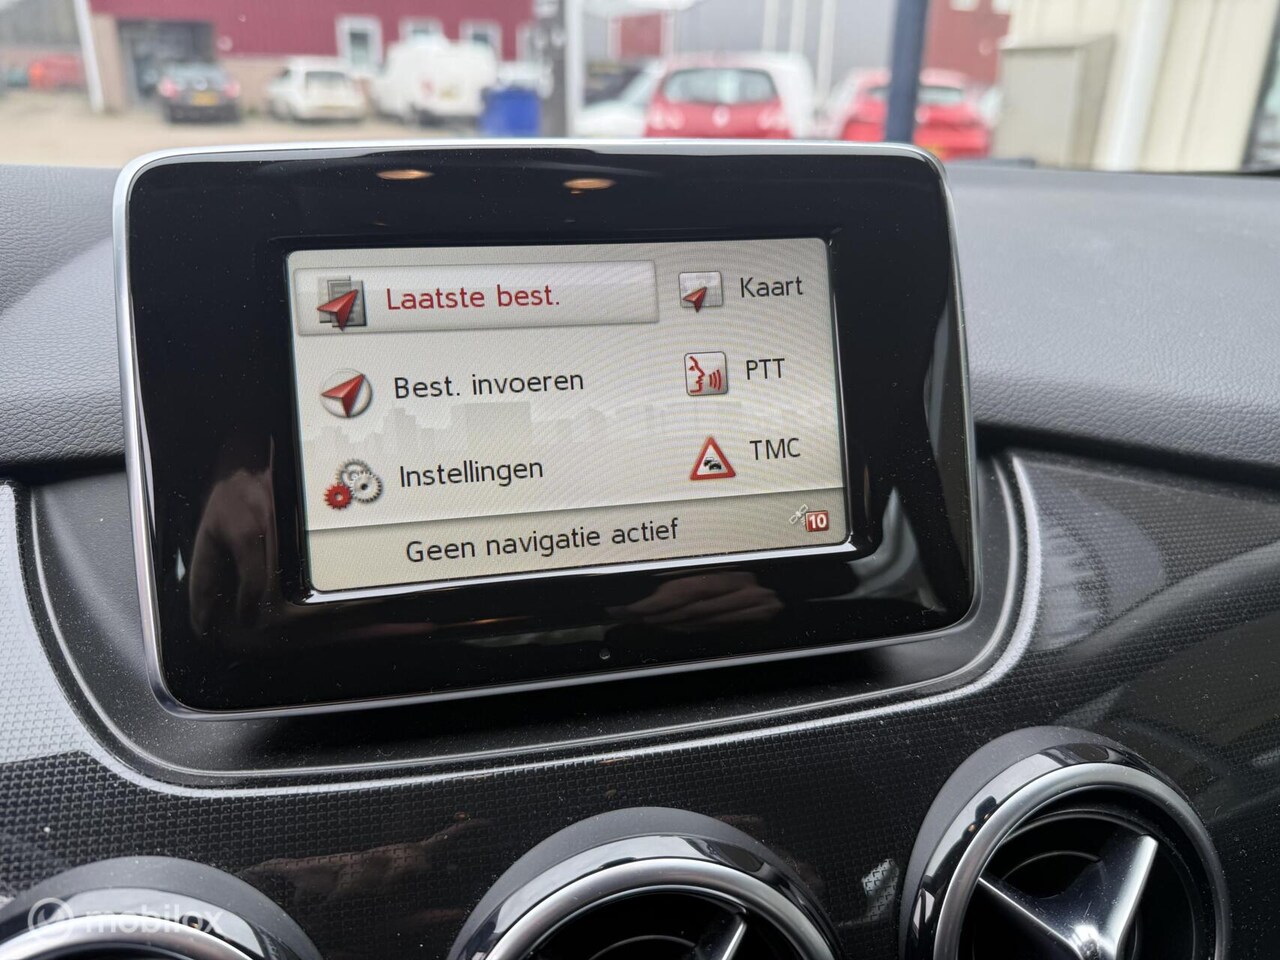 Laatste best.
Best. invoeren
Instellingen
Kaart
PTT
TMC
Geen navigatie actief
10
mobilox